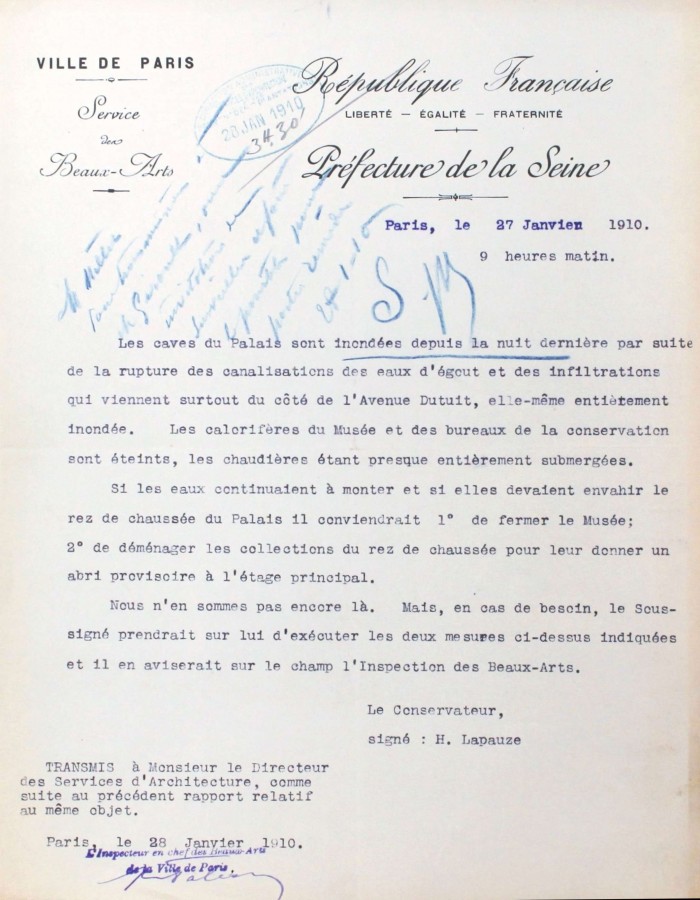 VILLE DE PARIS
Service
des
Beaux-Arts
28 JAN 1910
3430
République Française
LIBERTÉ — ÉGALITÉ — FRATERNITÉ
Préfecture de la Seine
Paris, le 27 Janvier 1910.
9 heures matin.
Les caves du Palais sont inondées depuis la nuit dernière par suite
de la rupture des canalisations des eaux d'égout et des infiltrations
qui viennent surtout du côté de l'Avenue Dutuit, elle-même entièrement
inondée. Les calorifères du Musée et des bureaux de la conservation
sont éteints, les chaudières étant presque entièrement submergées.
Si les eaux continuaient à monter et si elles devaient envahir le
rez de chaussée du Palais il conviendrait 1° de fermer le Musée;
2° de déménager les collections du rez de chaussée pour leur donner un
abri provisoire à l'étage principal.
Nous n'en sommes pas encore là. Mais, en cas de besoin, le Sous-
signé prendrait sur lui d'exécuter les deux mesures ci-dessus indiquées
et il en aviserait sur le champ l'Inspection des Beaux-Arts.
Le Conservateur,
signé : H. Lapauze
TRANSMIS à Monsieur le Directeur
des Services d'Architecture, comme
suite au précédent rapport relatif
au même objet.
Paris, le 28 Janvier 1910.
L'Inspecteur en chef des Beaux-Arts
de la Ville de Paris.